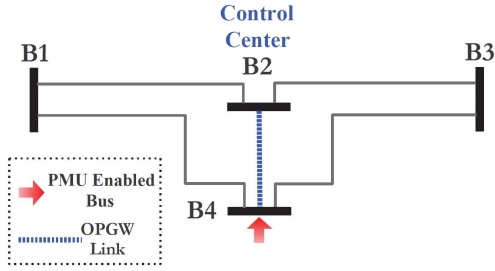 Control
Center
B1
B2
B3
B4
PMU Enabled
Bus
OPGW
Link